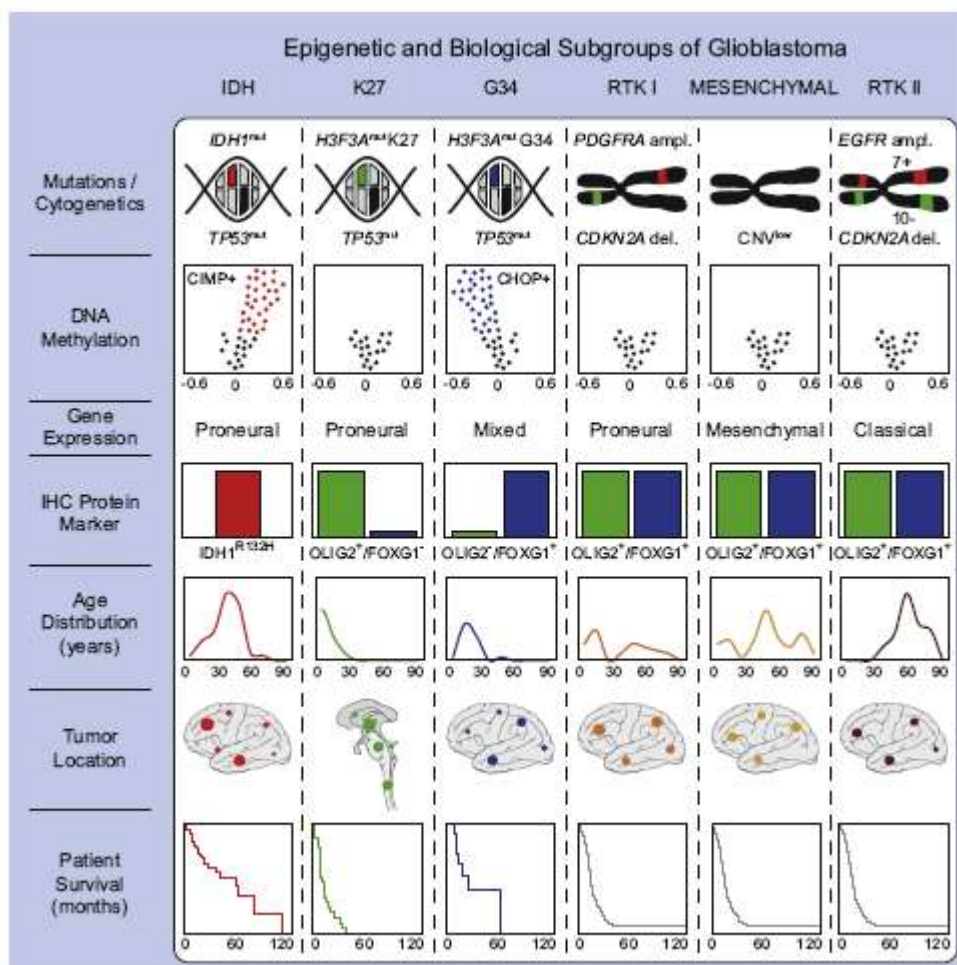 Epigenetic and Biological Subgroups of Glioblastoma
IDH K27 G34 RTK I MESENCHYMAL RTK II
Mutations /
Cytogenetics
IDH1ᵐᵘᵗ H3F3Aᵐᵘᵗ K27 H3F3Aᵐᵘᵗ G34 PDGFRA ampl. EGFR ampl.
7+
10-
TP53ᵐᵘᵗ TP53ᵐᵘᵗ TP53ᵐᵘᵗ CDKN2A del. CNVˡᵒʷ CDKN2A del.
DNA
Methylation
CIMP+ CHOP+
-0.6 0 0.6 -0.6 0 0.6 -0.6 0 0.6 -0.6 0 0.6 -0.6 0 0.6 -0.6 0 0.6
Gene
Expression
Proneural Proneural Mixed Proneural Mesenchymal Classical
IHC Protein
Marker
IDH1ᴿ¹³²ᴴ OLIG2⁺/FOXG1⁻ OLIG2⁻/FOXG1⁺ OLIG2⁺/FOXG1⁺ OLIG2⁺/FOXG1⁺ OLIG2⁺/FOXG1⁺
Age
Distribution
(years)
0 30 60 90 0 30 60 90 0 30 60 90 0 30 60 90 0 30 60 90 0 30 60 90
Tumor
Location
Patient
Survival
(months)
0 60 120 0 60 120 0 60 120 0 60 120 0 60 120 0 60 120